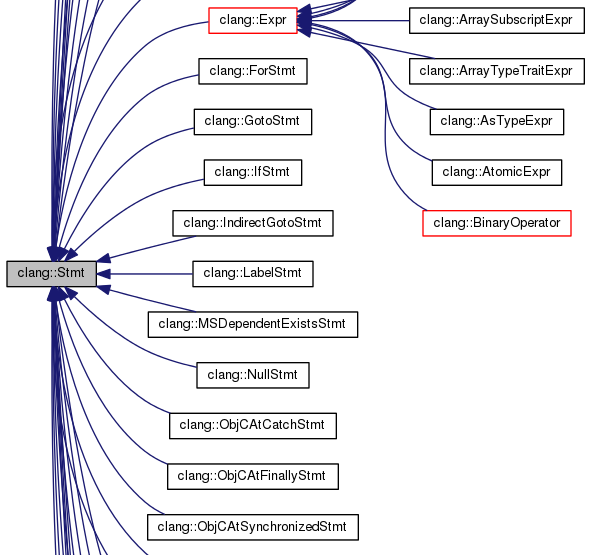 clang::Expr
clang::ArraySubscriptExpr
clang::ArrayTypeTraitExpr
clang::ForStmt
clang::GotoStmt
clang::AsTypeExpr
clang::IfStmt
clang::AtomicExpr
clang::IndirectGotoStmt
clang::BinaryOperator
clang::Stmt
clang::LabelStmt
clang::MSDependentExistsStmt
clang::NullStmt
clang::ObjCAtCatchStmt
clang::ObjCAtFinallyStmt
clang::ObjCAtSynchronizedStmt